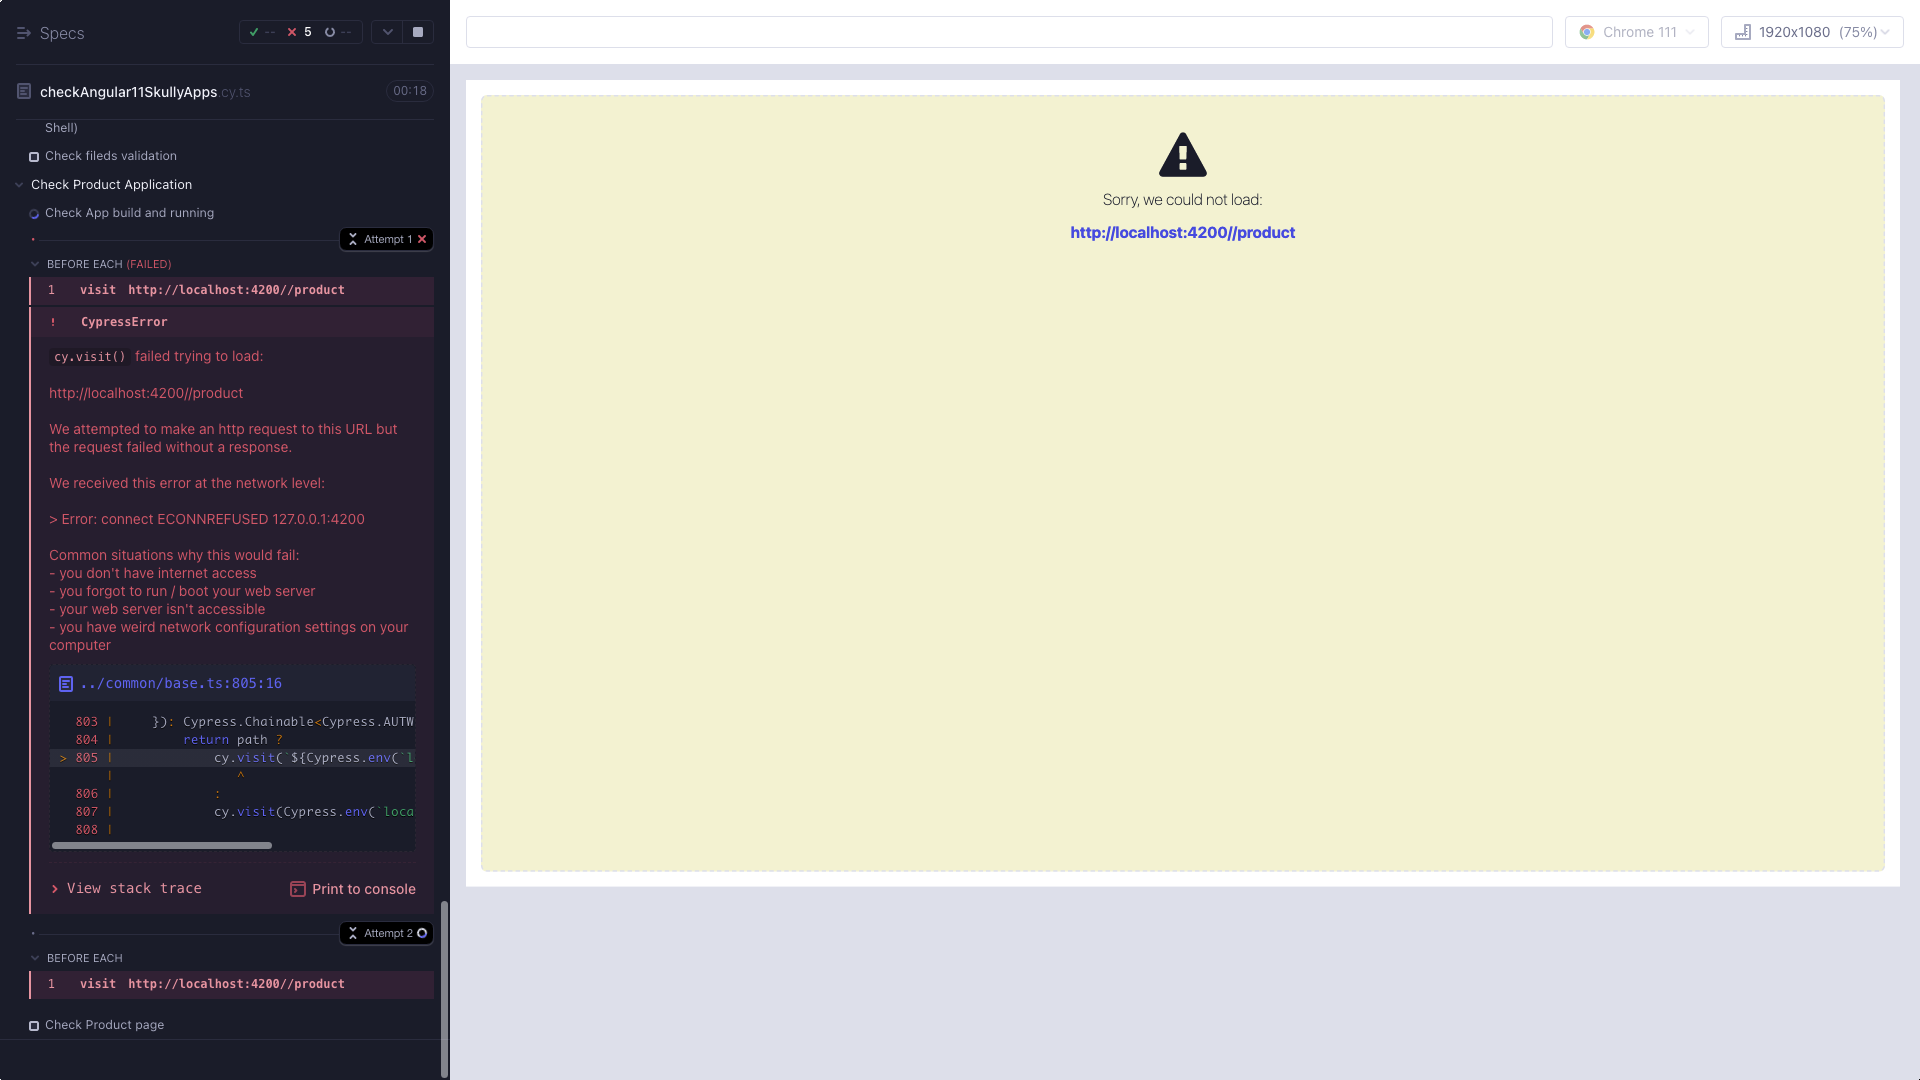 Specs
-- 5 --
checkAngular11SkullyApps.cy.ts 00:18
Shell)
Check fileds validation
Check Product Application
Check App build and running
Attempt 1
BEFORE EACH (FAILED)
1 visit http://localhost:4200//product
! CypressError
cy.visit() failed trying to load:
http://localhost:4200//product
We attempted to make an http request to this URL but
the request failed without a response.
We received this error at the network level:
> Error: connect ECONNREFUSED 127.0.0.1:4200
Common situations why this would fail:
- you don't have internet access
- you forgot to run / boot your web server
- your web server isn't accessible
- you have weird network configuration settings on your
computer
../common/base.ts:805:16
803 | }): Cypress.Chainable<Cypress.AUTW
804 | return path ?
> 805 | cy.visit(`${Cypress.env(`l
| ^
806 | :
807 | cy.visit(Cypress.env(`loca
808 |
View stack trace Print to console
Attempt 2
BEFORE EACH
1 visit http://localhost:4200//product
Check Product page
Chrome 111
1920x1080 (75%)
Sorry, we could not load:
http://localhost:4200//product